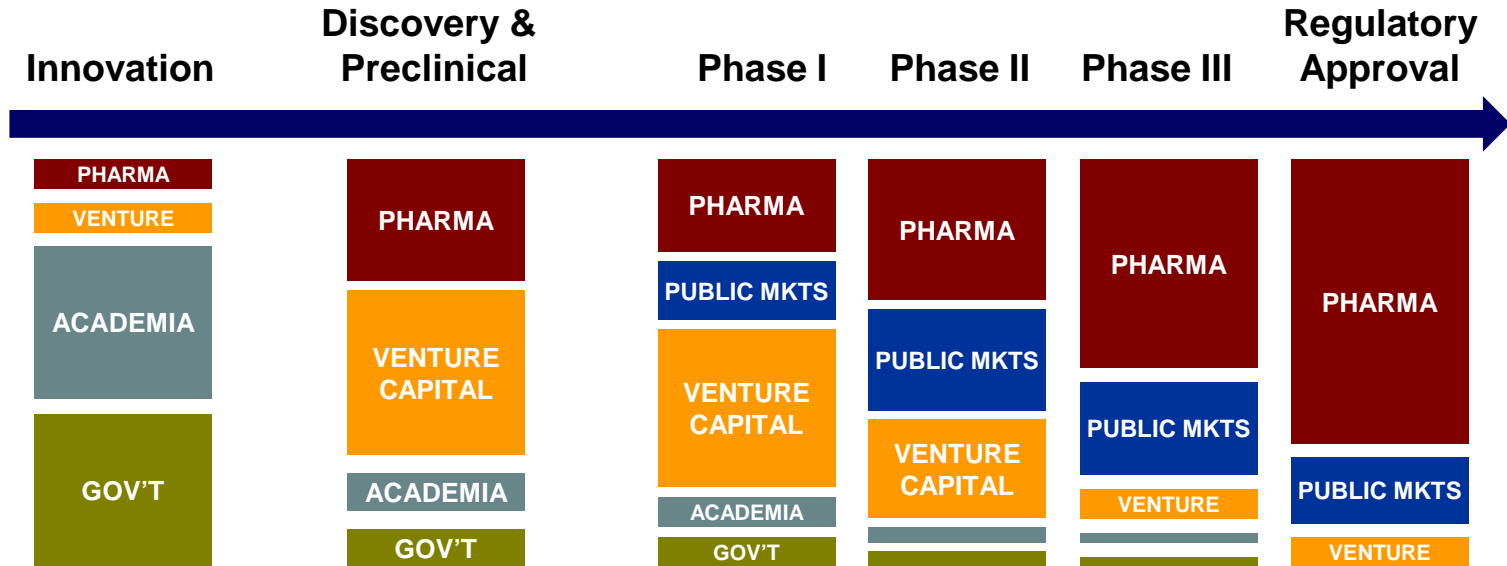 Innovation
Discovery &
Preclinical
Phase I
Phase II
Phase III
Regulatory
Approval
PHARMA
VENTURE
ACADEMIA
GOV'T
PHARMA
VENTURE
CAPITAL
ACADEMIA
GOV'T
PHARMA
PUBLIC MKTS
VENTURE
CAPITAL
ACADEMIA
GOV'T
PHARMA
PUBLIC MKTS
VENTURE
CAPITAL
PHARMA
PUBLIC MKTS
VENTURE
PHARMA
PUBLIC MKTS
VENTURE